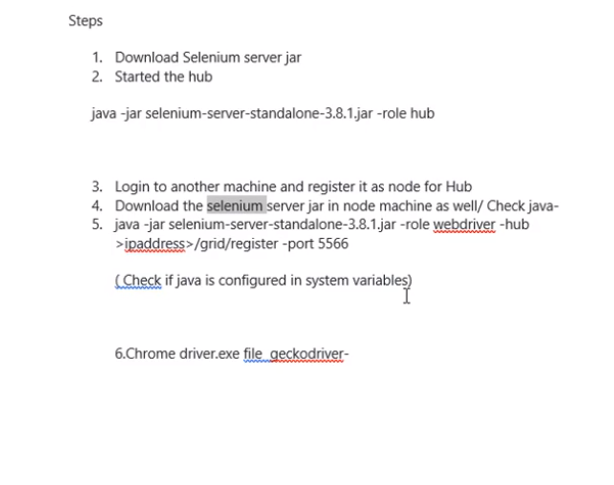 Steps
1. Download Selenium server jar
2. Started the hub
java -jar selenium-server-standalone-3.8.1.jar -role hub
3. Login to another machine and register it as node for Hub
4. Download the selenium server jar in node machine as well/ Check java-
5. java -jar selenium-server-standalone-3.8.1.jar -role webdriver -hub
>ipaddress>/grid/register -port 5566
( Check if java is configured in system variables)
6.Chrome driver.exe file  geckodriver-